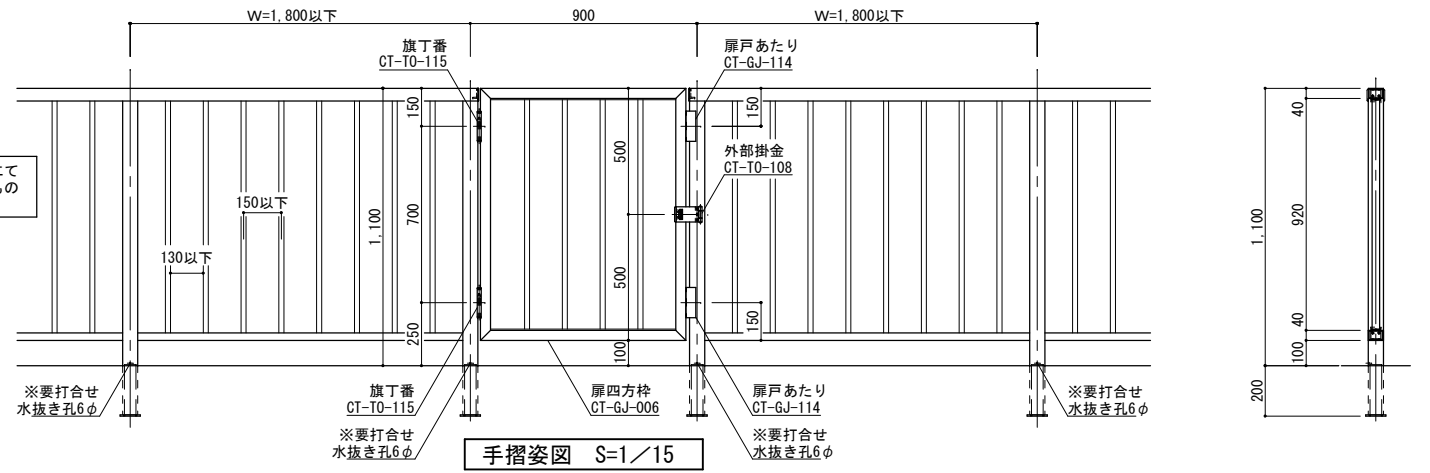 W=1,800以下
900
W=1,800以下
旗丁番
CT-TO-115
扉戸あたり
CT-GJ-114
150
150
40
外部掛金
CT-TO-108
500
にて
ものの
150以下
700
1,100
1,100
920
130以下
500
250
150
100
40
100
200
※要打合せ
水抜き孔6φ
旗丁番
CT-TO-115
扉四方枠
CT-GJ-006
扉戸あたり
CT-GJ-114
※要打合せ
水抜き孔6φ
※要打合せ
水抜き孔6φ
※要打合せ
水抜き孔6φ
手摺姿図 S=1／15